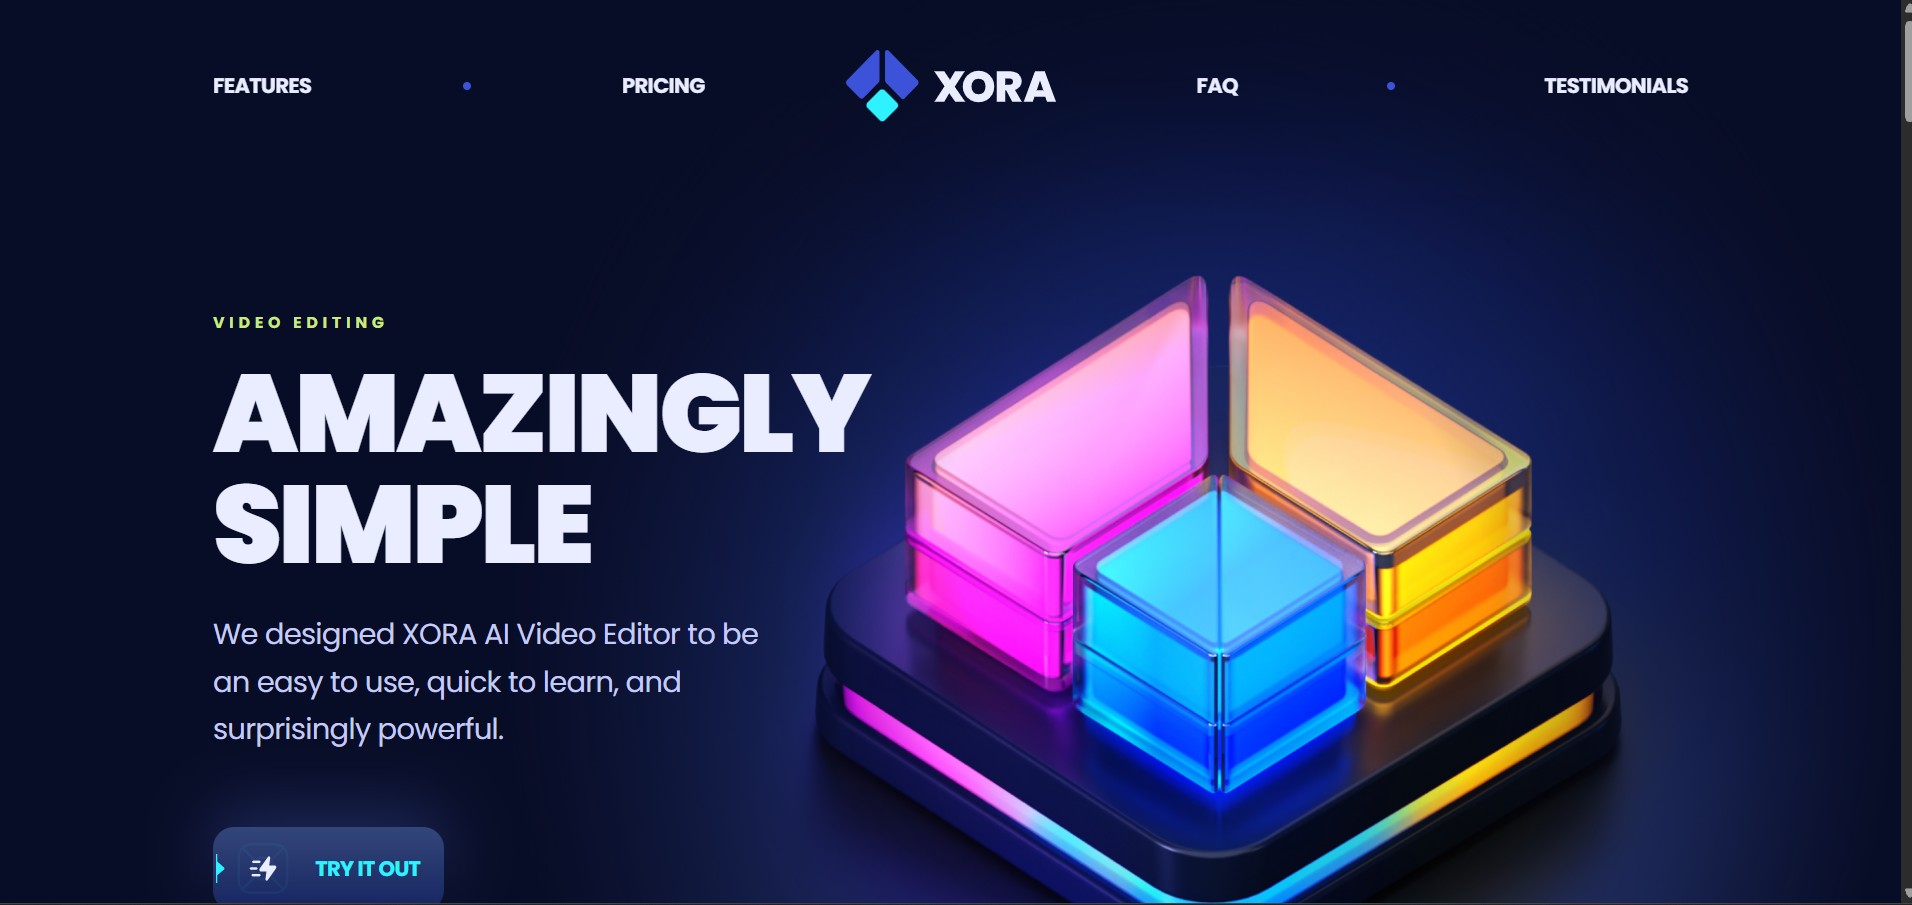 FEATURES PRICING XORA FAQ TESTIMONIALS
VIDEO EDITING
AMAZINGLY
SIMPLE
We designed XORA AI Video Editor to be
an easy to use, quick to learn, and
surprisingly powerful.
TRY IT OUT